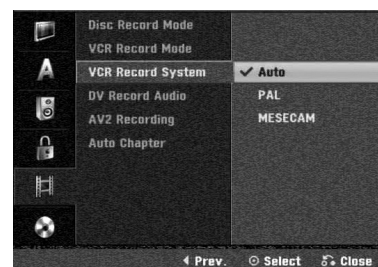 Disc Record Mode
VCR Record Mode
VCR Record System
DV Record Audio
AV2 Recording
Auto Chapter
✓ Auto
PAL
MESECAM
A
◀ Prev. ⊙ Select Close